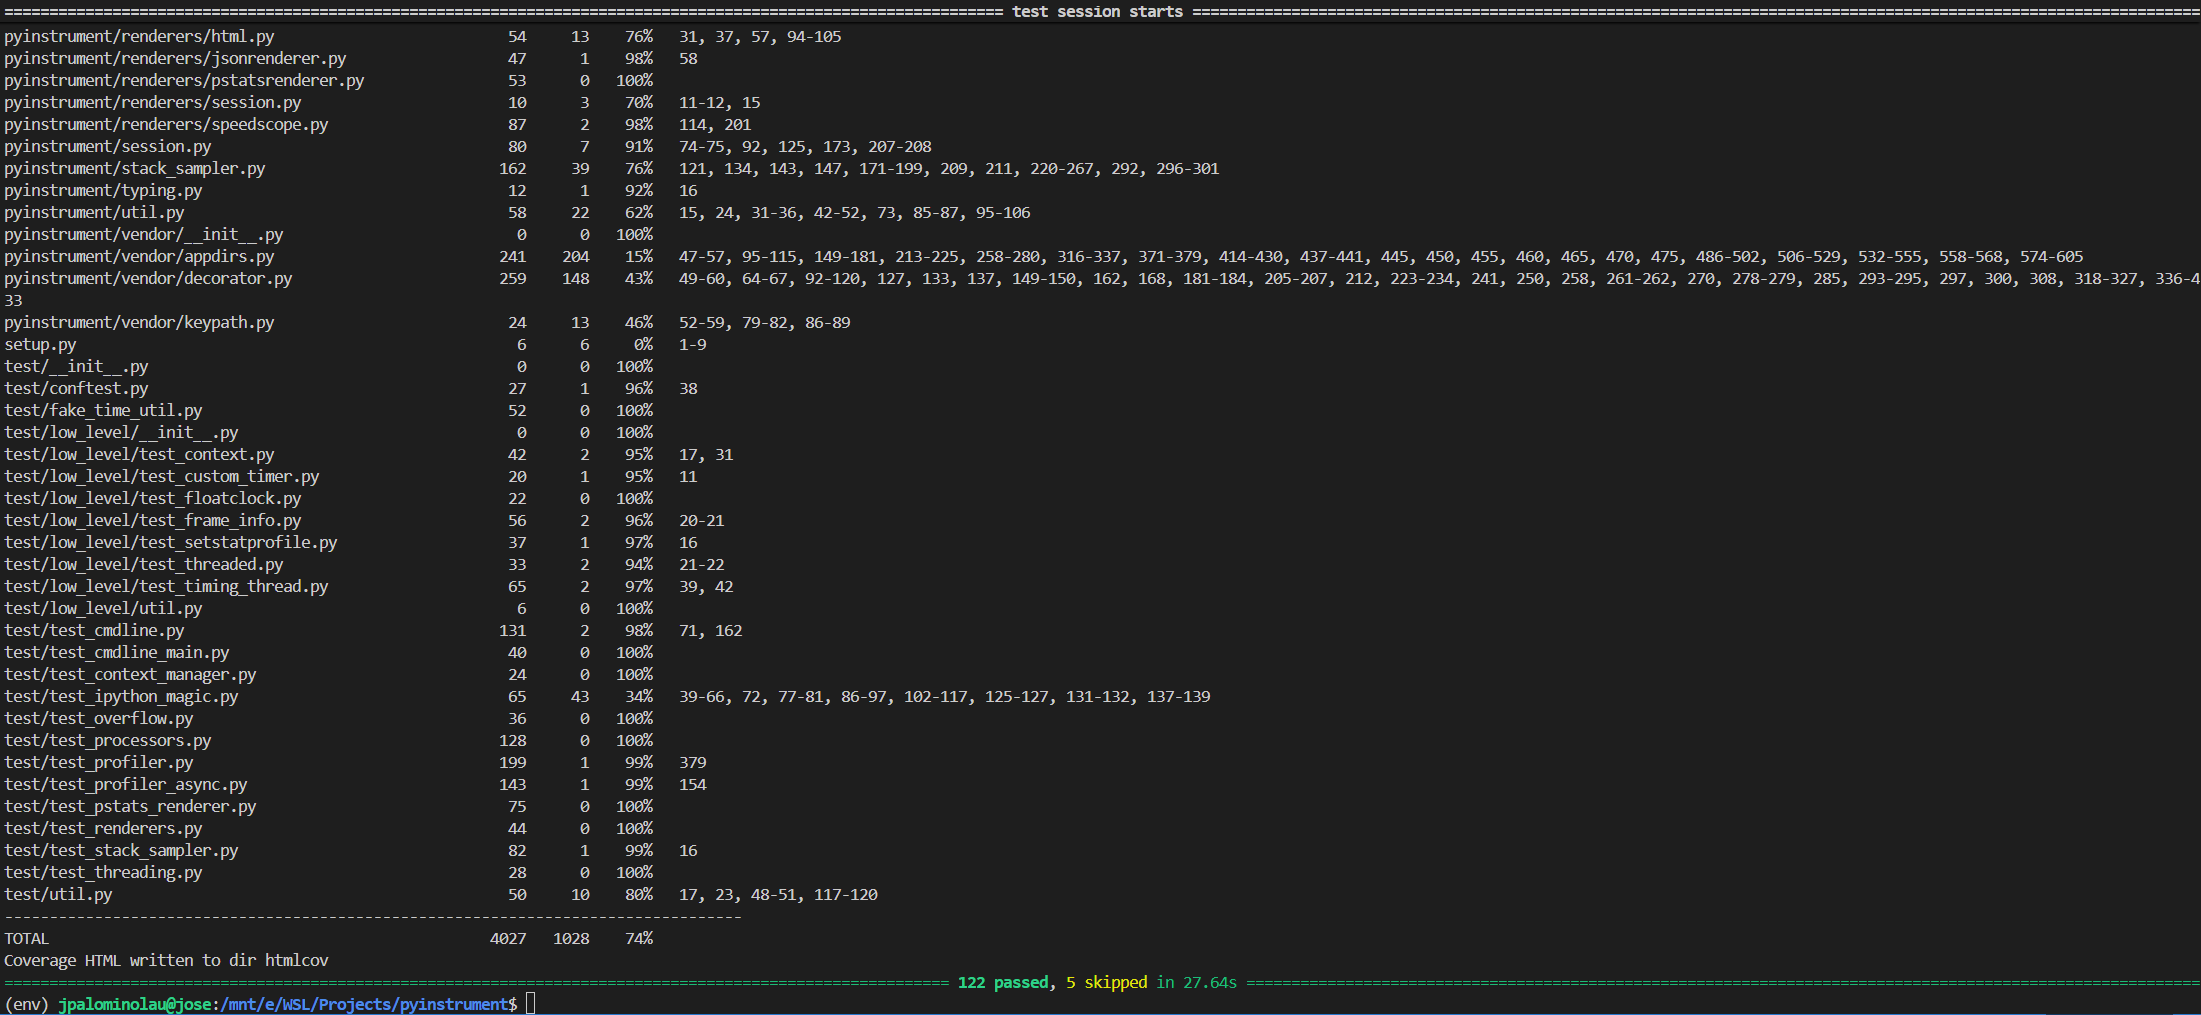 test session starts
pyinstrument/renderers/html.py 54 13 76% 31, 37, 57, 94-105
pyinstrument/renderers/jsonrenderer.py 47 1 98% 58
pyinstrument/renderers/pstatsrenderer.py 53 0 100%
pyinstrument/renderers/session.py 10 3 70% 11-12, 15
pyinstrument/renderers/speedscope.py 87 2 98% 114, 201
pyinstrument/session.py 80 7 91% 74-75, 92, 125, 173, 207-208
pyinstrument/stack_sampler.py 162 39 76% 121, 134, 143, 147, 171-199, 209, 211, 220-267, 292, 296-301
pyinstrument/typing.py 12 1 92% 16
pyinstrument/util.py 58 22 62% 15, 24, 31-36, 42-52, 73, 85-87, 95-106
pyinstrument/vendor/__init__.py 0 0 100%
pyinstrument/vendor/appdirs.py 241 204 15% 47-57, 95-115, 149-181, 213-225, 258-280, 316-337, 371-379, 414-430, 437-441, 445, 450, 455, 460, 465, 470, 475, 486-502, 506-529, 532-555, 558-568, 574-605
pyinstrument/vendor/decorator.py 259 148 43% 49-60, 64-67, 92-120, 127, 133, 137, 149-150, 162, 168, 181-184, 205-207, 212, 223-234, 241, 250, 258, 261-262, 270, 278-279, 285, 293-295, 297, 300, 308, 318-327, 336-4
33
pyinstrument/vendor/keypath.py 24 13 46% 52-59, 79-82, 86-89
setup.py 6 6 0% 1-9
test/__init__.py 0 0 100%
test/conftest.py 27 1 96% 38
test/fake_time_util.py 52 0 100%
test/low_level/__init__.py 0 0 100%
test/low_level/test_context.py 42 2 95% 17, 31
test/low_level/test_custom_timer.py 20 1 95% 11
test/low_level/test_floatclock.py 22 0 100%
test/low_level/test_frame_info.py 56 2 96% 20-21
test/low_level/test_setstatprofile.py 37 1 97% 16
test/low_level/test_threaded.py 33 2 94% 21-22
test/low_level/test_timing_thread.py 65 2 97% 39, 42
test/low_level/util.py 6 0 100%
test/test_cmdline.py 131 2 98% 71, 162
test/test_cmdline_main.py 40 0 100%
test/test_context_manager.py 24 0 100%
test/test_ipython_magic.py 65 43 34% 39-66, 72, 77-81, 86-97, 102-117, 125-127, 131-132, 137-139
test/test_overflow.py 36 0 100%
test/test_processors.py 128 0 100%
test/test_profiler.py 199 1 99% 379
test/test_profiler_async.py 143 1 99% 154
test/test_pstats_renderer.py 75 0 100%
test/test_renderers.py 44 0 100%
test/test_stack_sampler.py 82 1 99% 16
test/test_threading.py 28 0 100%
test/util.py 50 10 80% 17, 23, 48-51, 117-120
TOTAL 4027 1028 74%
Coverage HTML written to dir htmlcov
122 passed, 5 skipped in 27.64s
(env) jpalominolau@jose:/mnt/e/WSL/Projects/pyinstrument$